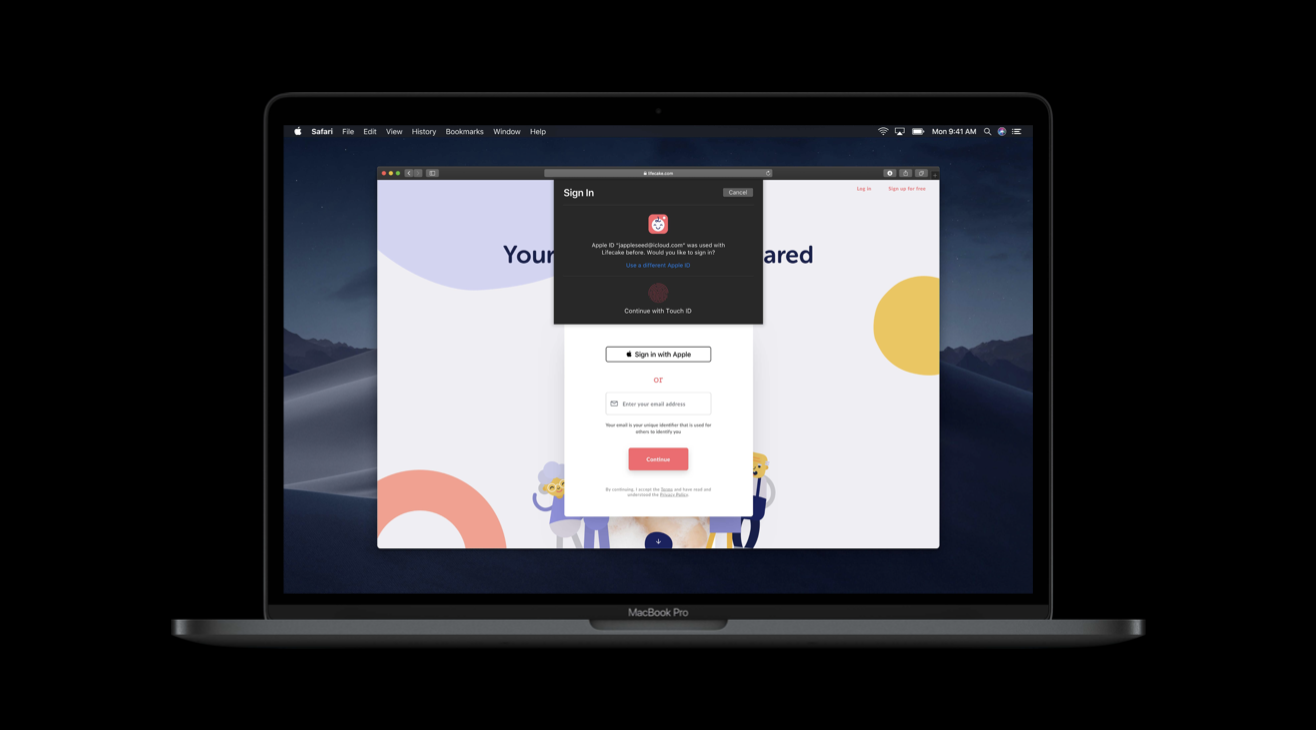 Safari File Edit View History Bookmarks Window Help Mon 9:41 AM
lifecake.com
Sign In Cancel
Log in Sign up for free
Apple ID "jappleseed@icloud.com" was used with
Lifecake before. Would you like to sign in?
Your ared
Use a different Apple ID
Continue with Touch ID
Sign in with Apple
or
Enter your email address
Your email is your unique identifier that is used for
others to identify you
Continue
By continuing, I accept the Terms and have read and
understood the Privacy Policy
MacBook Pro